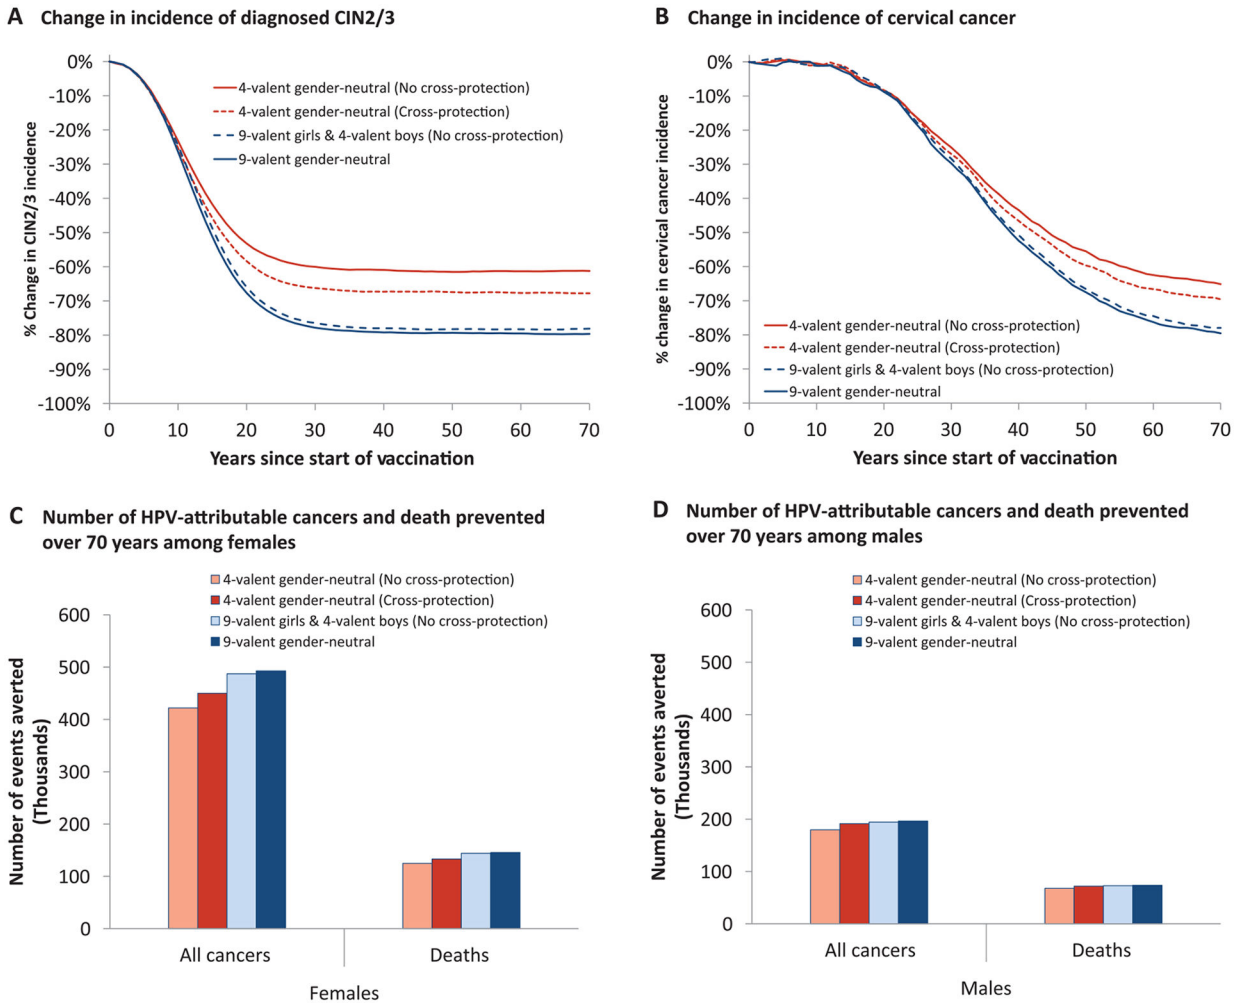 A Change in incidence of diagnosed CIN2/3
0%
-10%
-20%
-30%
-40%
-50%
-60%
-70%
-80%
-90%
-100%
% Change in CIN2/3 incidence
4-valent gender-neutral (No cross-protection)
4-valent gender-neutral (Cross-protection)
9-valent girls & 4-valent boys (No cross-protection)
9-valent gender-neutral
0 10 20 30 40 50 60 70
Years since start of vaccination
B Change in incidence of cervical cancer
0%
-10%
-20%
-30%
-40%
-50%
-60%
-70%
-80%
-90%
-100%
% change in cervical cancer incidence
4-valent gender-neutral (No cross-protection)
4-valent gender-neutral (Cross-protection)
9-valent girls & 4-valent boys (No cross-protection)
9-valent gender-neutral
0 10 20 30 40 50 60 70
Years since start of vaccination
C Number of HPV-attributable cancers and death prevented
over 70 years among females
4-valent gender-neutral (No cross-protection)
4-valent gender-neutral (Cross-protection)
9-valent girls & 4-valent boys (No cross-protection)
9-valent gender-neutral
600
500
400
300
200
100
0
Number of events averted
(Thousands)
All cancers Deaths
Females
D Number of HPV-attributable cancers and death prevented
over 70 years among males
4-valent gender-neutral (No cross-protection)
4-valent gender-neutral (Cross-protection)
9-valent girls & 4-valent boys (No cross-protection)
9-valent gender-neutral
600
500
400
300
200
100
0
Number of events averted
(Thousands)
All cancers Deaths
Males